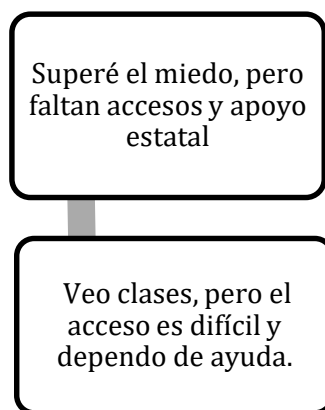 Superé el miedo, pero
faltan accesos y apoyo
estatal
Veo clases, pero el
acceso es difícil y
dependo de ayuda.